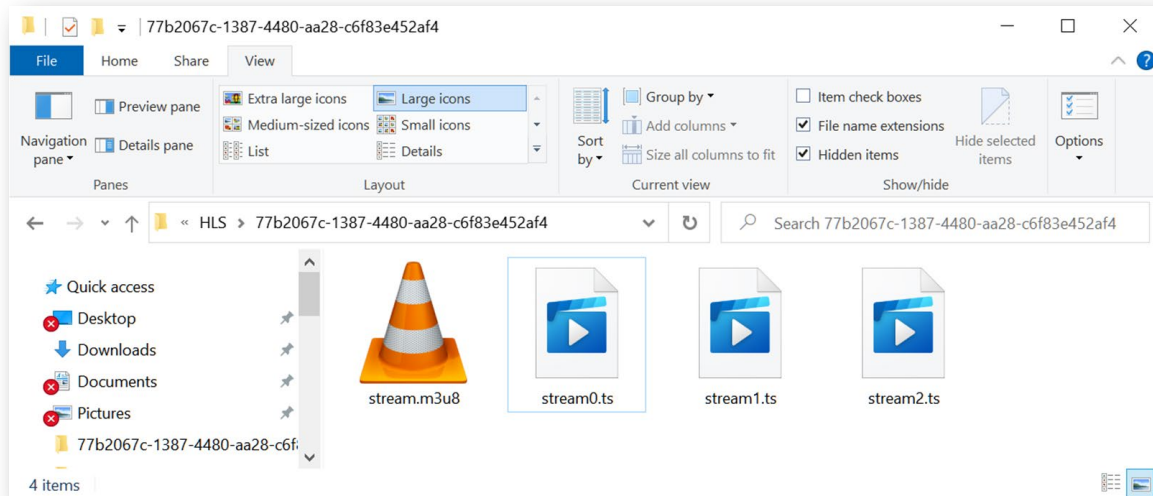 77b2067c-1387-4480-aa28-c6f83e452af4
File Home Share View
Navigation pane
Preview pane
Details pane
Panes
Extra large icons
Large icons
Medium-sized icons
Small icons
List
Details
Layout
Sort by
Group by
Add columns
Size all columns to fit
Current view
Item check boxes
File name extensions
Hidden items
Hide selected items
Show/hide
Options
« HLS > 77b2067c-1387-4480-aa28-c6f83e452af4
Search 77b2067c-1387-4480-aa28-c6f83e452af4
Quick access
Desktop
Downloads
Documents
Pictures
77b2067c-1387-4480-aa28-c6f
stream.m3u8
stream0.ts
stream1.ts
stream2.ts
4 items